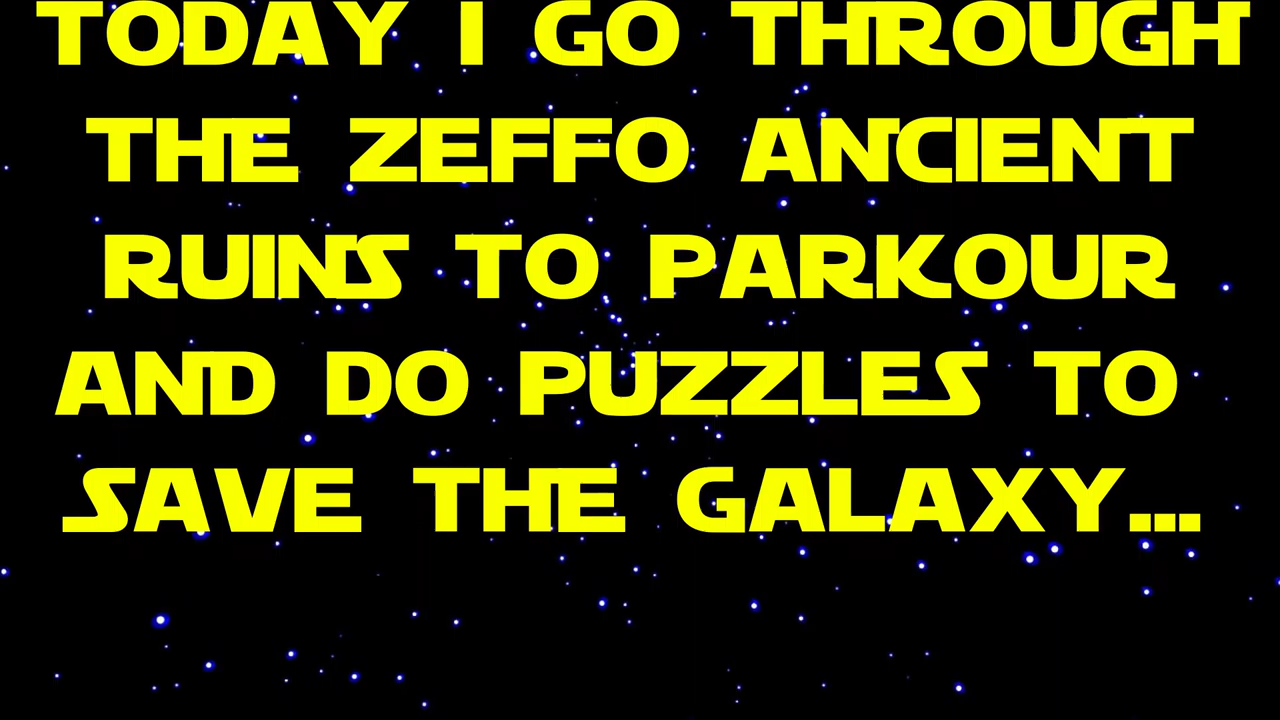 TODAY I GO THROUGH
THE ZEFFO ANCIENT
RUINS TO PARKOUR
AND DO PUZZLES TO
SAVE THE GALAXY...